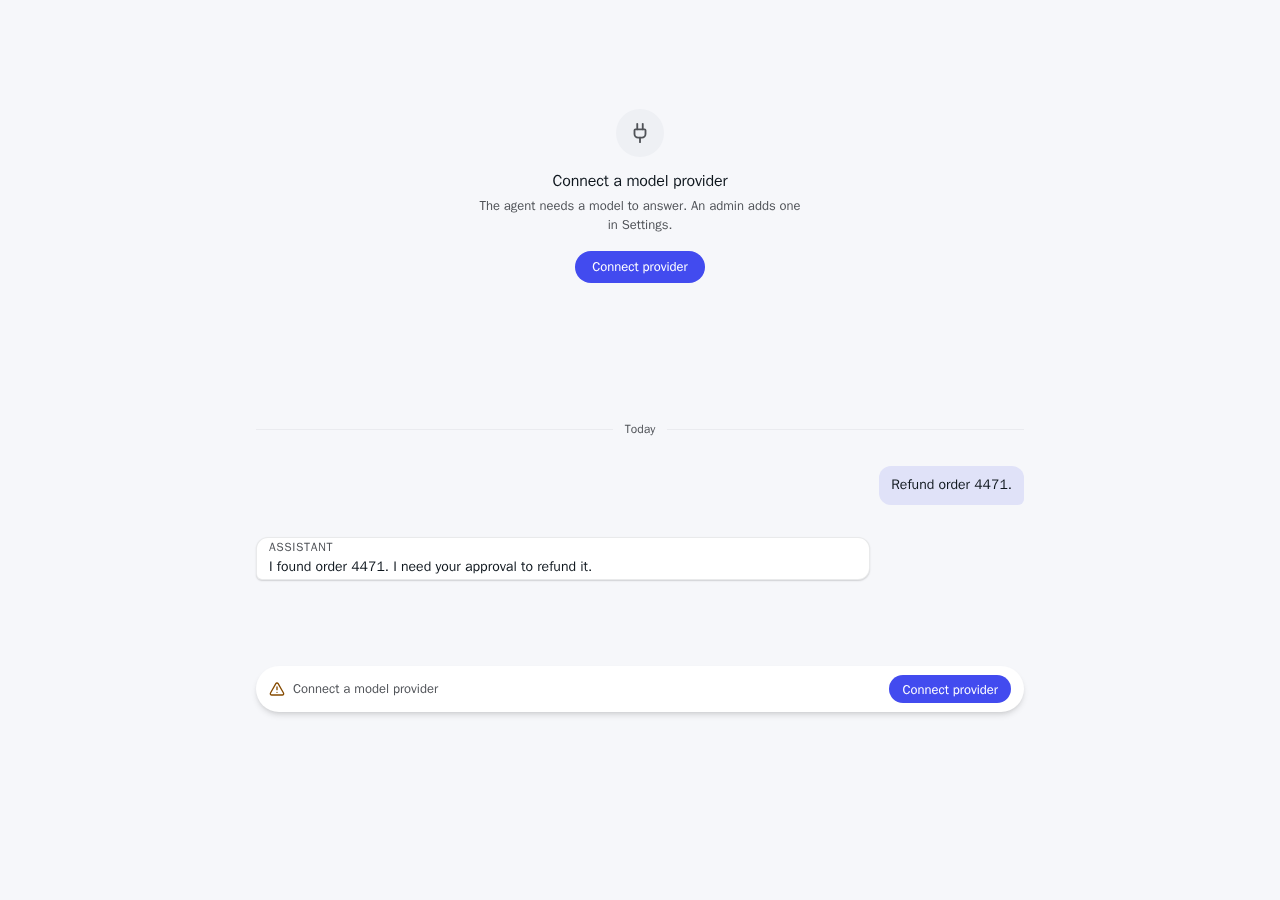 Connect a model provider
The agent needs a model to answer. An admin adds one
in Settings.
Connect provider
Today
Refund order 4471.
ASSISTANT
I found order 4471. I need your approval to refund it.
Connect a model provider
Connect provider